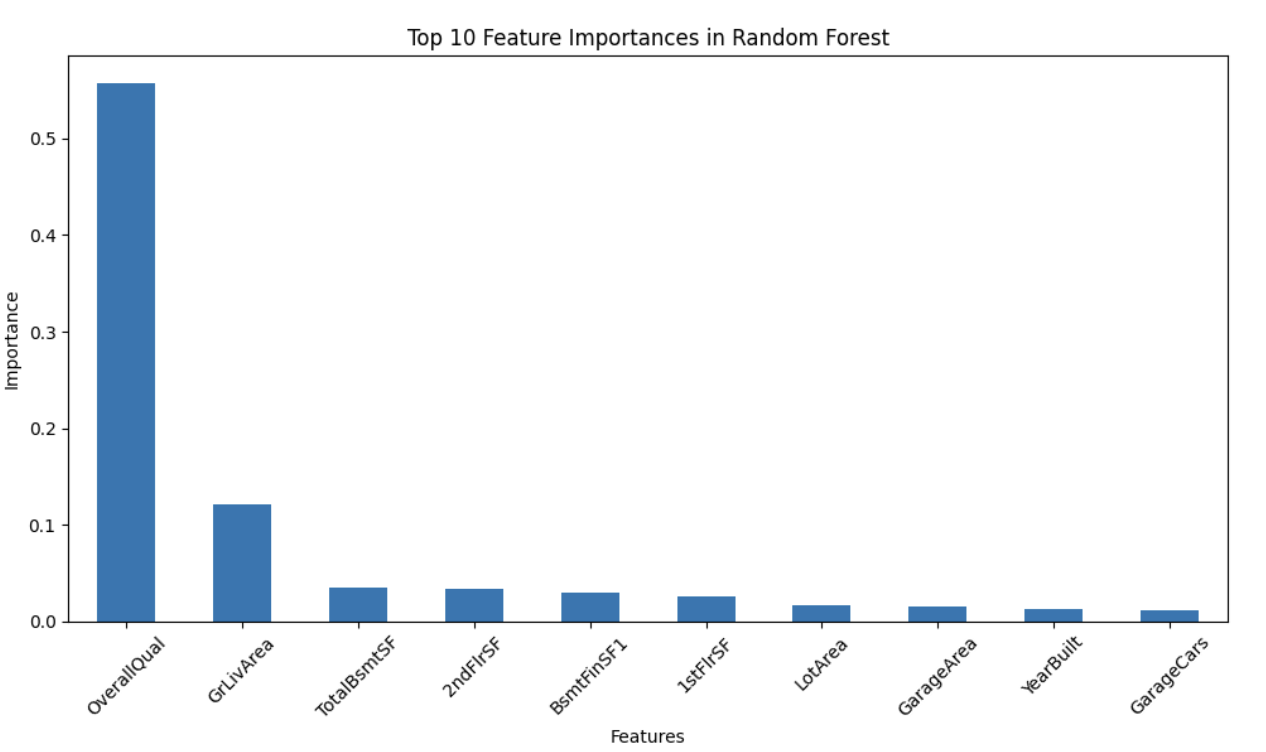 Top 10 Feature Importances in Random Forest
Importance
0.5
0.4
0.3
0.2
0.1
0.0
OverallQual
GrLivArea
TotalBsmtSF
2ndFlrSF
BsmtFinSF1
1stFlrSF
LotArea
GarageArea
YearBuilt
GarageCars
Features